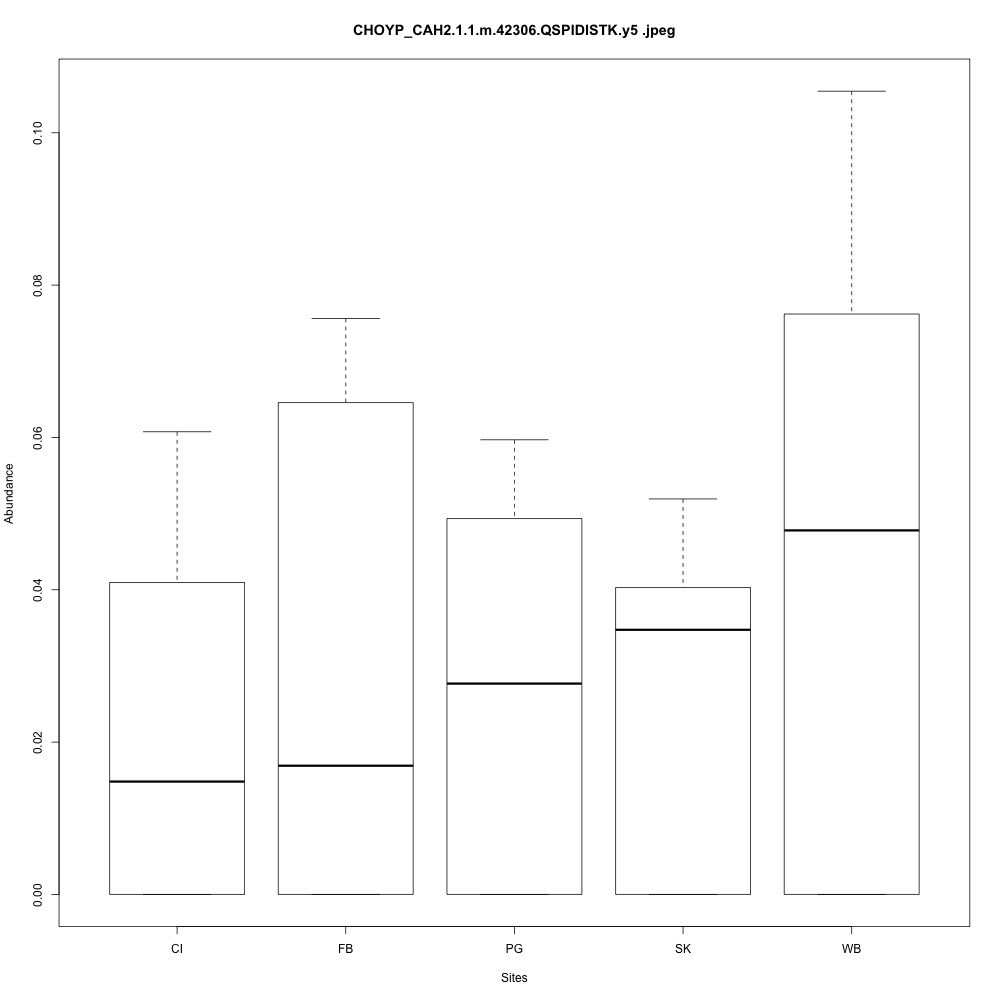 CHOYP_CAH2.1.1.m.42306.QSPIDISTK.y5 .jpeg
0.10
0.08
0.06
0.04
0.02
0.00
Abundance
CI FB PG SK WB
Sites